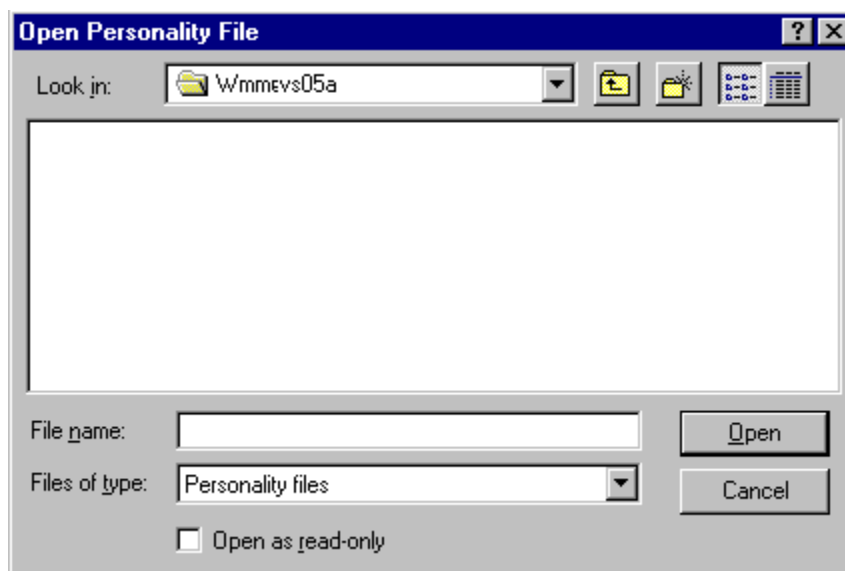 Open Personality File
Look in: Wmmevs05a
File name:
Open
Files of type: Personality files
Cancel
Open as read-only